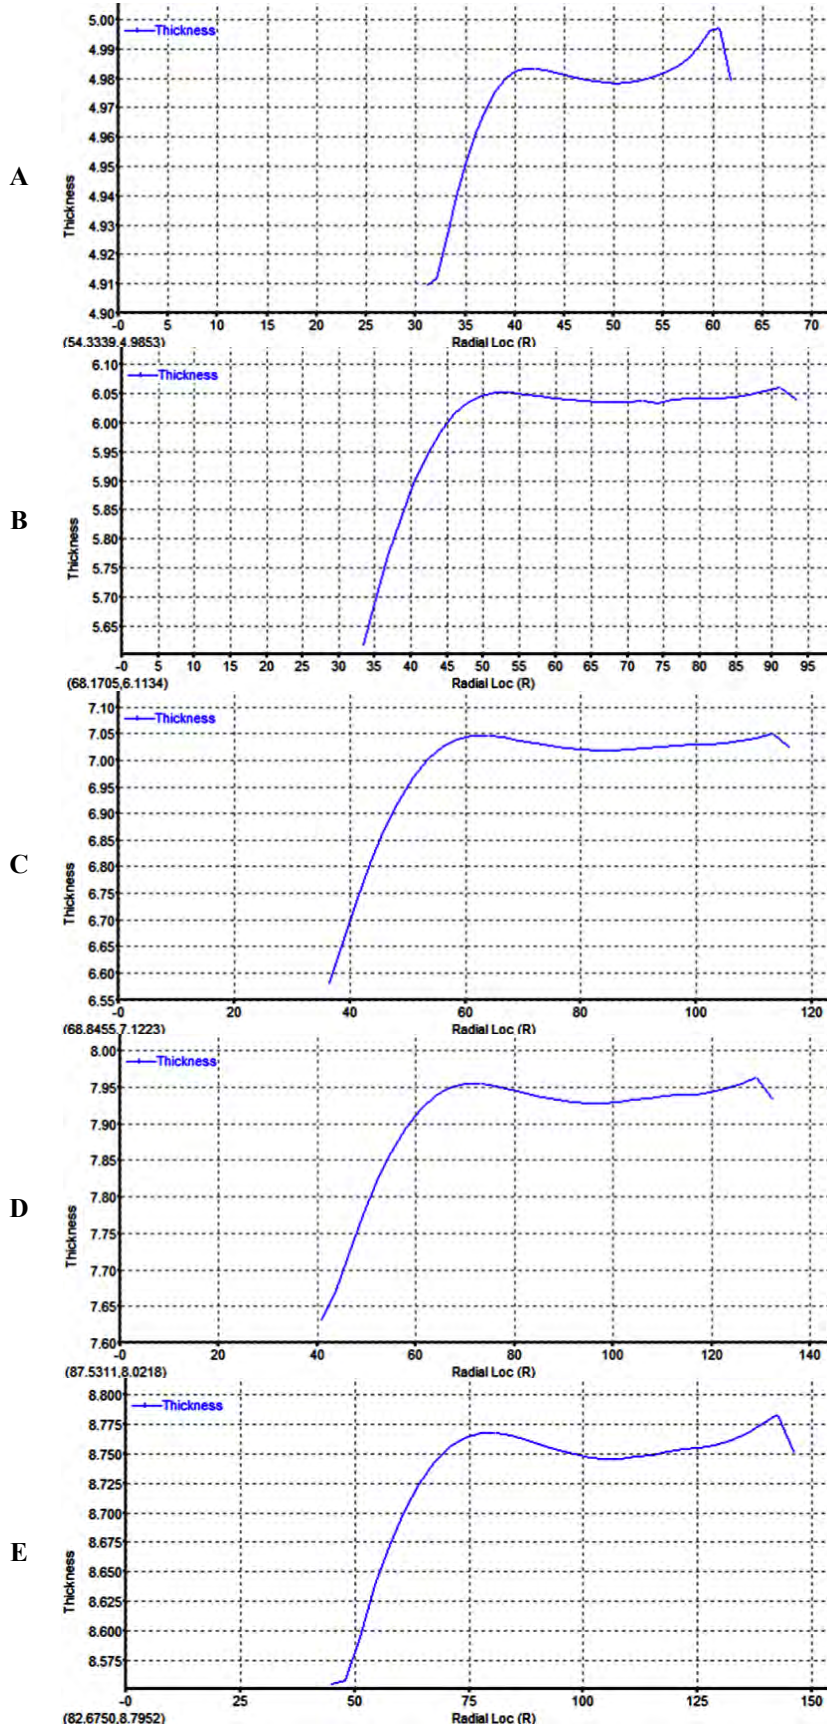 A
Thickness
5.00
4.99
4.98
4.97
4.96
4.95
4.94
4.93
4.92
4.91
4.90
Thickness
-0 5 10 15 20 25 30 35 40 45 50 55 60 65 70
(54.3339,4.9853) Radial Loc (R)
B
Thickness
6.10
6.05
6.00
5.95
5.90
5.85
5.80
5.75
5.70
5.65
Thickness
-0 5 10 15 20 25 30 35 40 45 50 55 60 65 70 75 80 85 90 95
(68.1705,6.1134) Radial Loc (R)
C
Thickness
7.10
7.05
7.00
6.95
6.90
6.85
6.80
6.75
6.70
6.65
6.60
6.55
Thickness
-0 20 40 60 80 100 120
(68.8455,7.1223) Radial Loc (R)
D
Thickness
8.00
7.95
7.90
7.85
7.80
7.75
7.70
7.65
7.60
Thickness
-0 20 40 60 80 100 120 140
(87.5311,8.0218) Radial Loc (R)
E
Thickness
8.800
8.775
8.750
8.725
8.700
8.675
8.650
8.625
8.600
8.575
Thickness
-0 25 50 75 100 125 150
(82.6750,8.7952) Radial Loc (R)